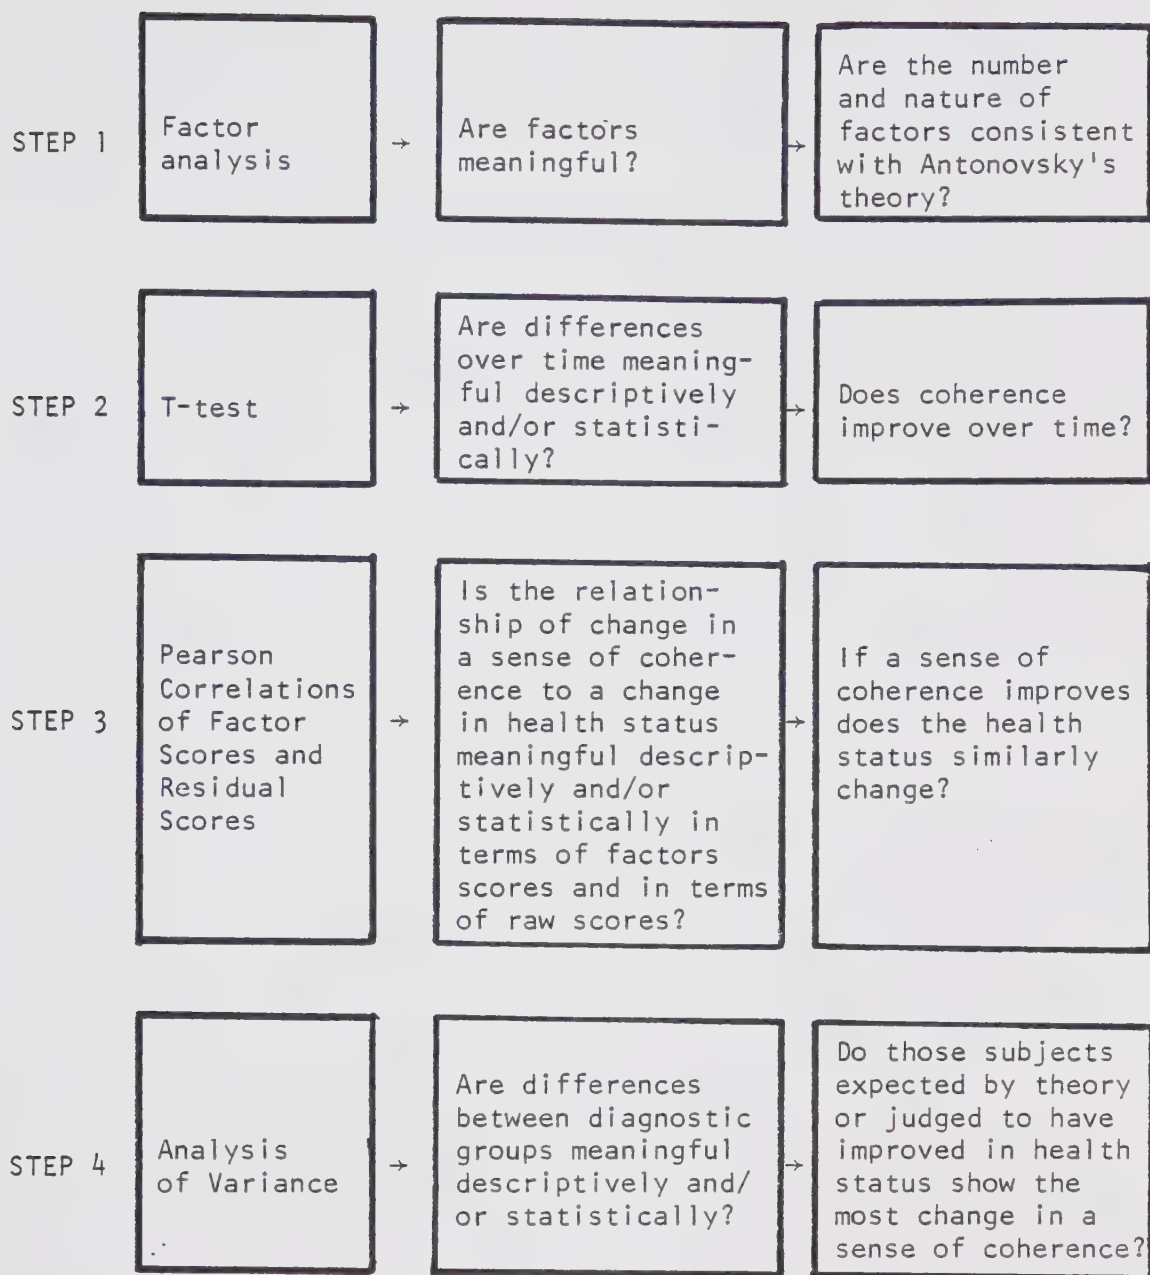 STEP 1
Factor
analysis
→
Are factors
meaningful?
→
Are the number
and nature of
factors consistent
with Antonovsky's
theory?
STEP 2
T-test
→
Are differences
over time meaning-
ful descriptively
and/or statisti-
cally?
→
Does coherence
improve over time?
STEP 3
Pearson
Correlations
of Factor
Scores and
Residual
Scores
→
Is the relation-
ship of change in
a sense of coher-
ence to a change
in health status
meaningful descrip-
tively and/or
statistically in
terms of factors
scores and in terms
of raw scores?
→
If a sense of
coherence improves
does the health
status similarly
change?
STEP 4
Analysis
of Variance
→
Are differences
between diagnostic
groups meaningful
descriptively and/
or statistically?
→
Do those subjects
expected by theory
or judged to have
improved in health
status show the
most change in a
sense of coherence?